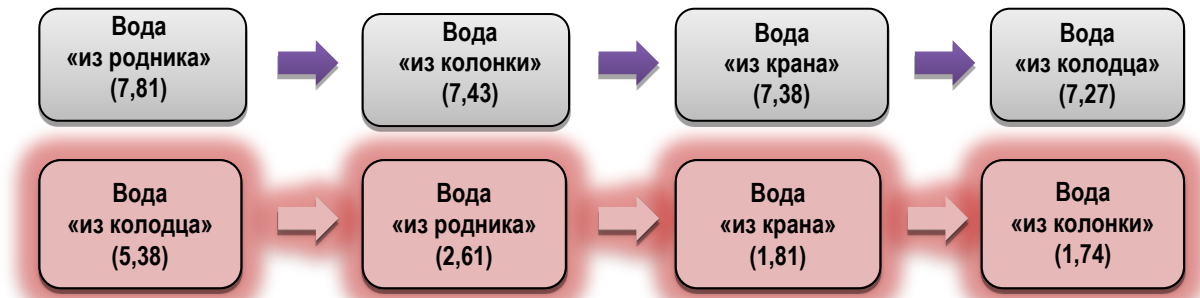 Вода
«из родника»
(7,81)
Вода
«из колонки»
(7,43)
Вода
«из крана»
(7,38)
Вода
«из колодца»
(7,27)
Вода
«из колодца»
(5,38)
Вода
«из родника»
(2,61)
Вода
«из крана»
(1,81)
Вода
«из колонки»
(1,74)